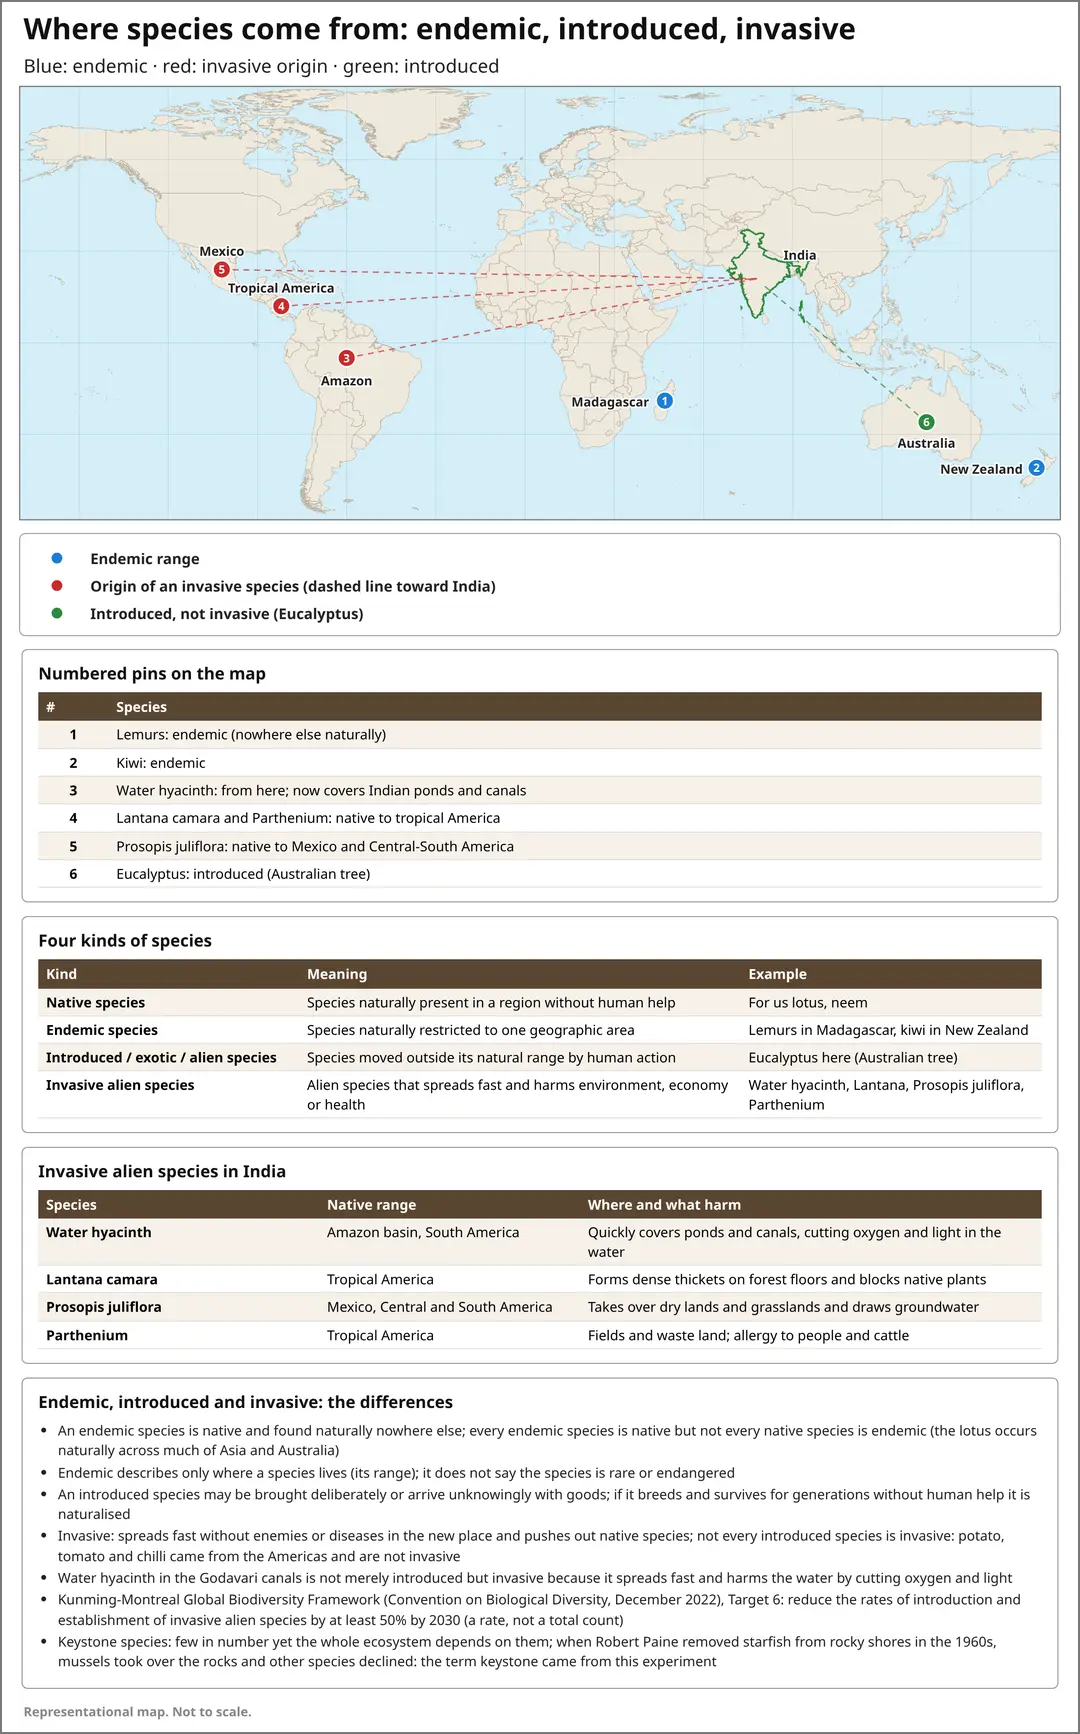 Where species come from: endemic, introduced, invasive
Blue: endemic · red: invasive origin · green: introduced
Mexico
5
India
Tropical America
4
3
Amazon
Madagascar
1
6
Australia
New Zealand
2
Endemic range
Origin of an invasive species (dashed line toward India)
Introduced, not invasive (Eucalyptus)
Numbered pins on the map
# Species
1 Lemurs: endemic (nowhere else naturally)
2 Kiwi: endemic
3 Water hyacinth: from here; now covers Indian ponds and canals
4 Lantana camara and Parthenium: native to tropical America
5 Prosopis juliflora: native to Mexico and Central-South America
6 Eucalyptus: introduced (Australian tree)
Four kinds of species
Kind Meaning Example
Native species Species naturally present in a region without human help For us lotus, neem
Endemic species Species naturally restricted to one geographic area Lemurs in Madagascar, kiwi in New Zealand
Introduced / exotic / alien species Species moved outside its natural range by human action Eucalyptus here (Australian tree)
Invasive alien species Alien species that spreads fast and harms environment, economy Water hyacinth, Lantana, Prosopis juliflora,
or health Parthenium
Invasive alien species in India
Species Native range Where and what harm
Water hyacinth Amazon basin, South America Quickly covers ponds and canals, cutting oxygen and light in the
water
Lantana camara Tropical America Forms dense thickets on forest floors and blocks native plants
Prosopis juliflora Mexico, Central and South America Takes over dry lands and grasslands and draws groundwater
Parthenium Tropical America Fields and waste land; allergy to people and cattle
Endemic, introduced and invasive: the differences
• An endemic species is native and found naturally nowhere else; every endemic species is native but not every native species is endemic (the lotus occurs
naturally across much of Asia and Australia)
• Endemic describes only where a species lives (its range); it does not say the species is rare or endangered
• An introduced species may be brought deliberately or arrive unknowingly with goods; if it breeds and survives for generations without human help it is
naturalised
• Invasive: spreads fast without enemies or diseases in the new place and pushes out native species; not every introduced species is invasive: potato,
tomato and chilli came from the Americas and are not invasive
• Water hyacinth in the Godavari canals is not merely introduced but invasive because it spreads fast and harms the water by cutting oxygen and light
• Kunming-Montreal Global Biodiversity Framework (Convention on Biological Diversity, December 2022), Target 6: reduce the rates of introduction and
establishment of invasive alien species by at least 50% by 2030 (a rate, not a total count)
• Keystone species: few in number yet the whole ecosystem depends on them; when Robert Paine removed starfish from rocky shores in the 1960s,
mussels took over the rocks and other species declined: the term keystone came from this experiment
Representational map. Not to scale.